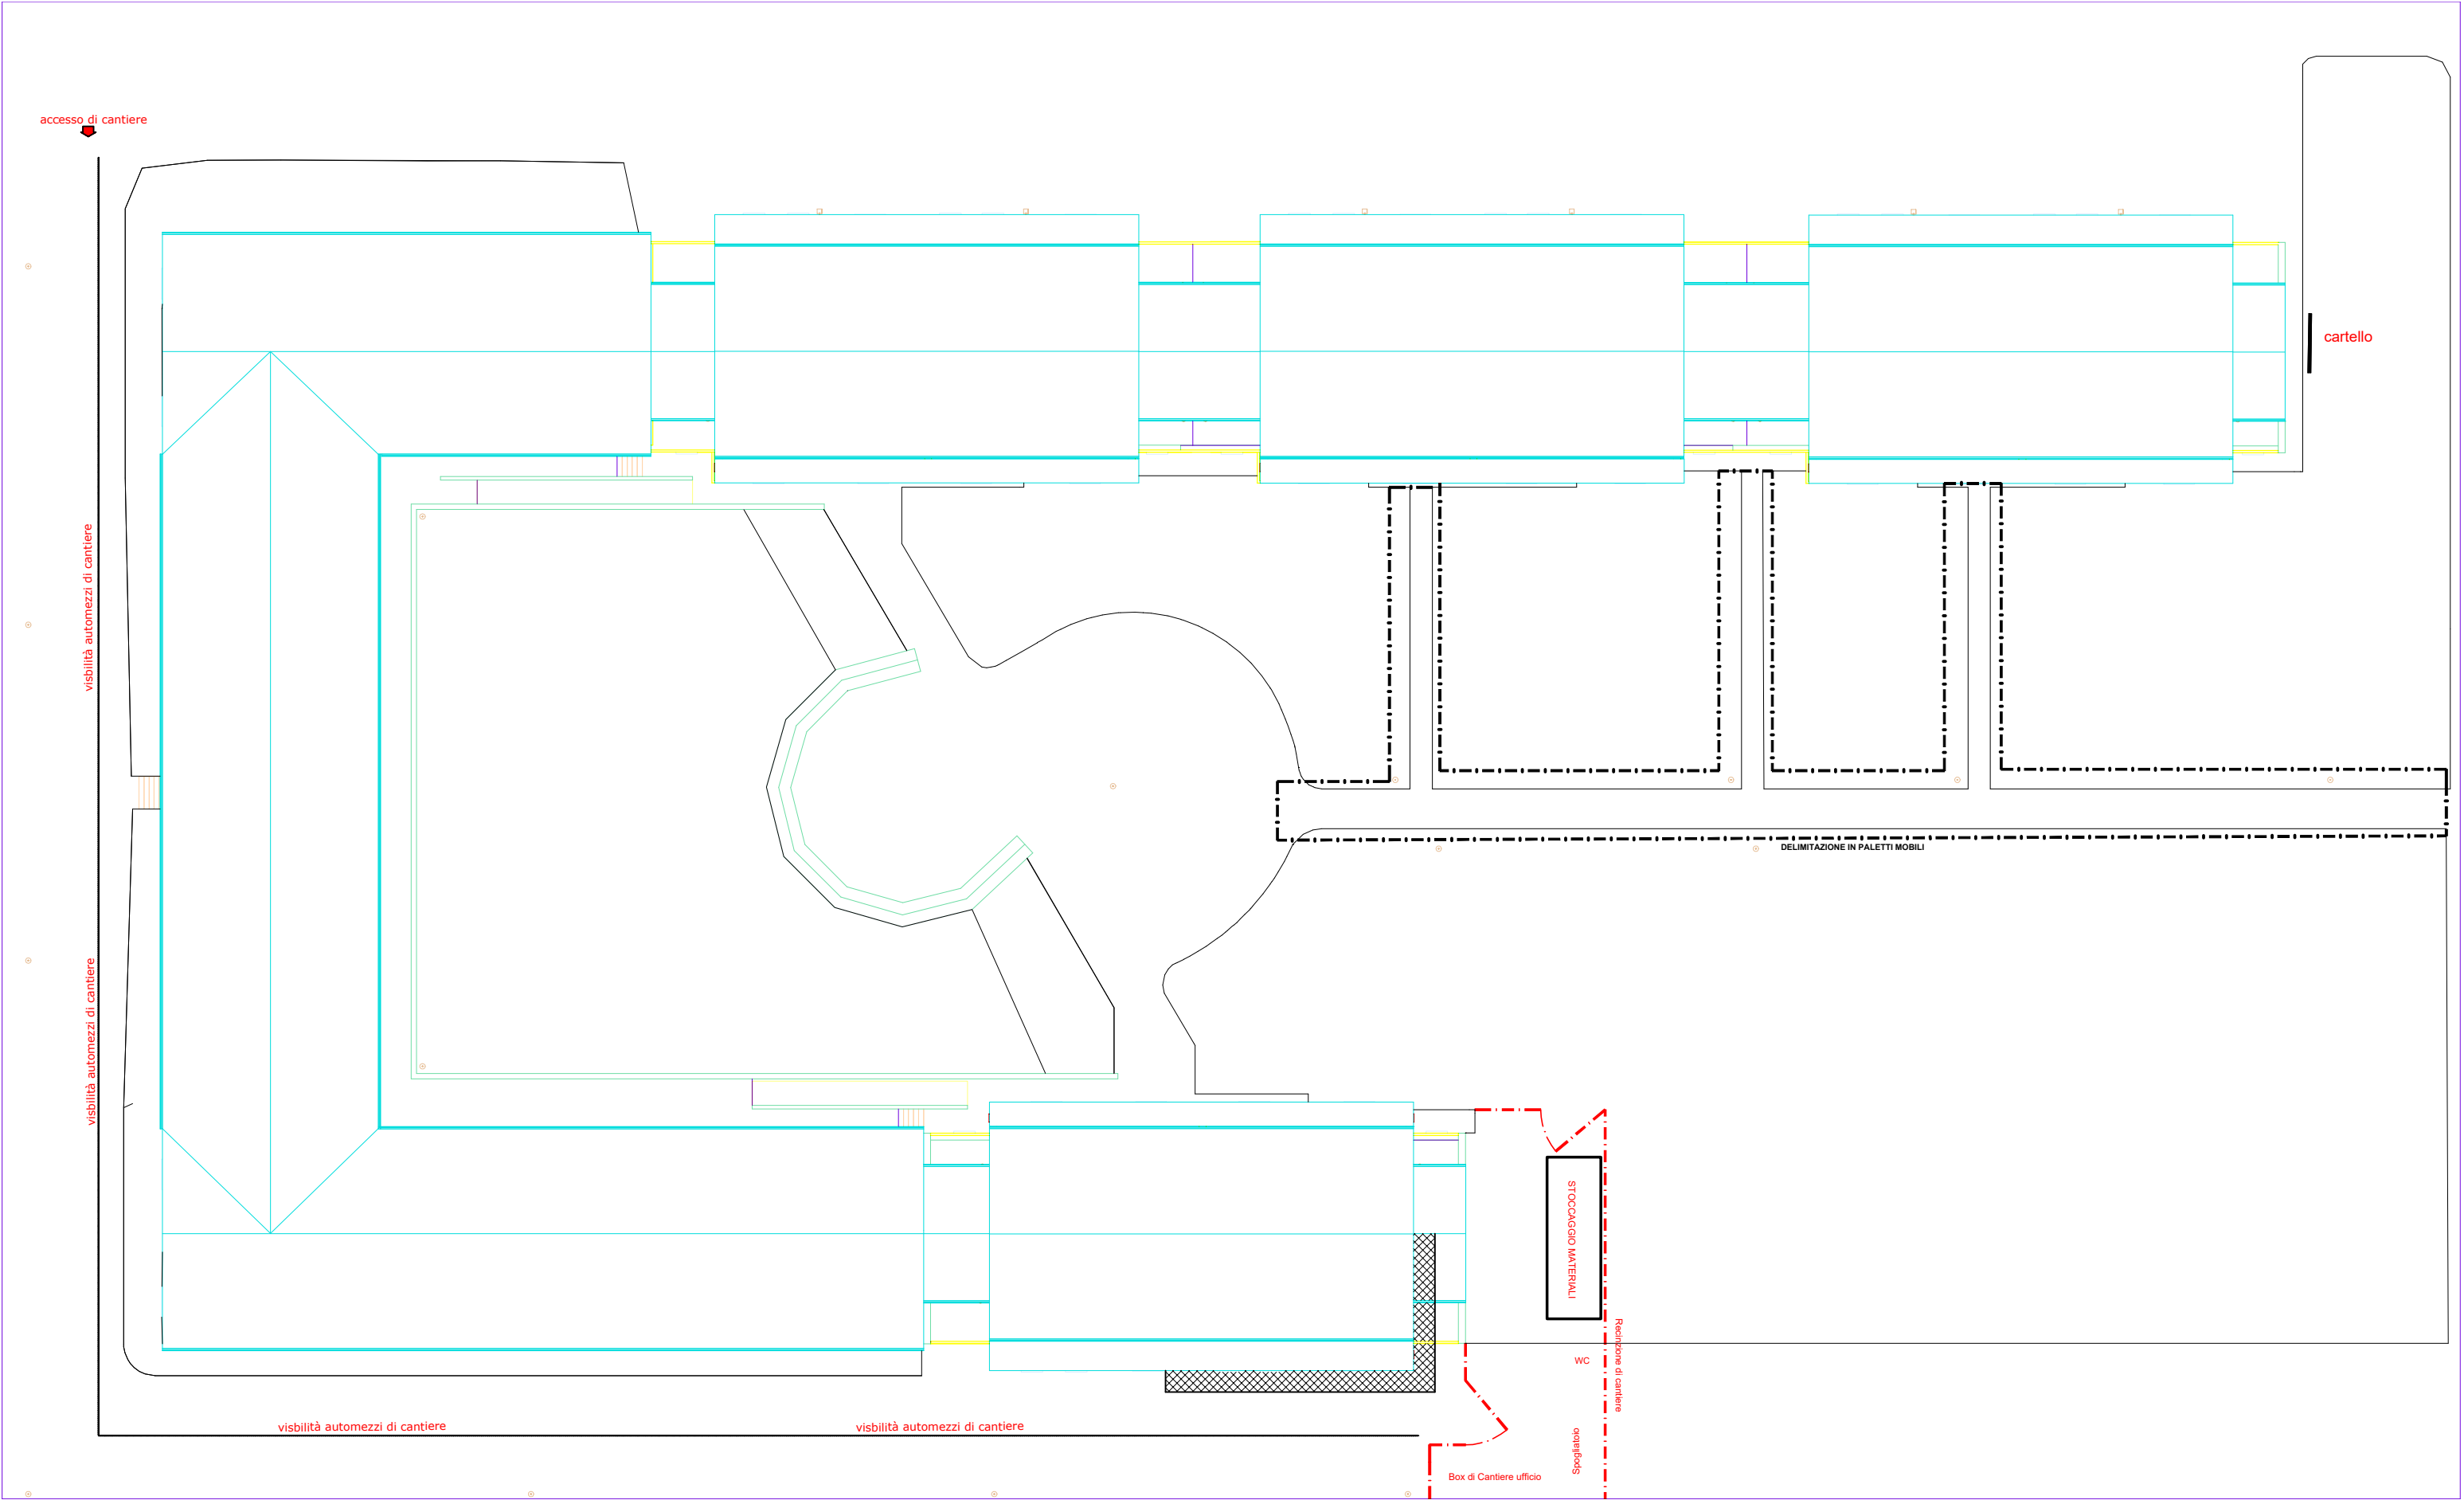 accesso di cantiere
cartello
visbilità automezzi di cantiere
DELIMITAZIONE IN PALETTI MOBILI
visbilità automezzi di cantiere
STOCCAGGIO MATERIALI
Recinzione di cantiere
WC
visbilità automezzi di cantiere
visbilità automezzi di cantiere
Spogliatoio
Box di Cantiere ufficio